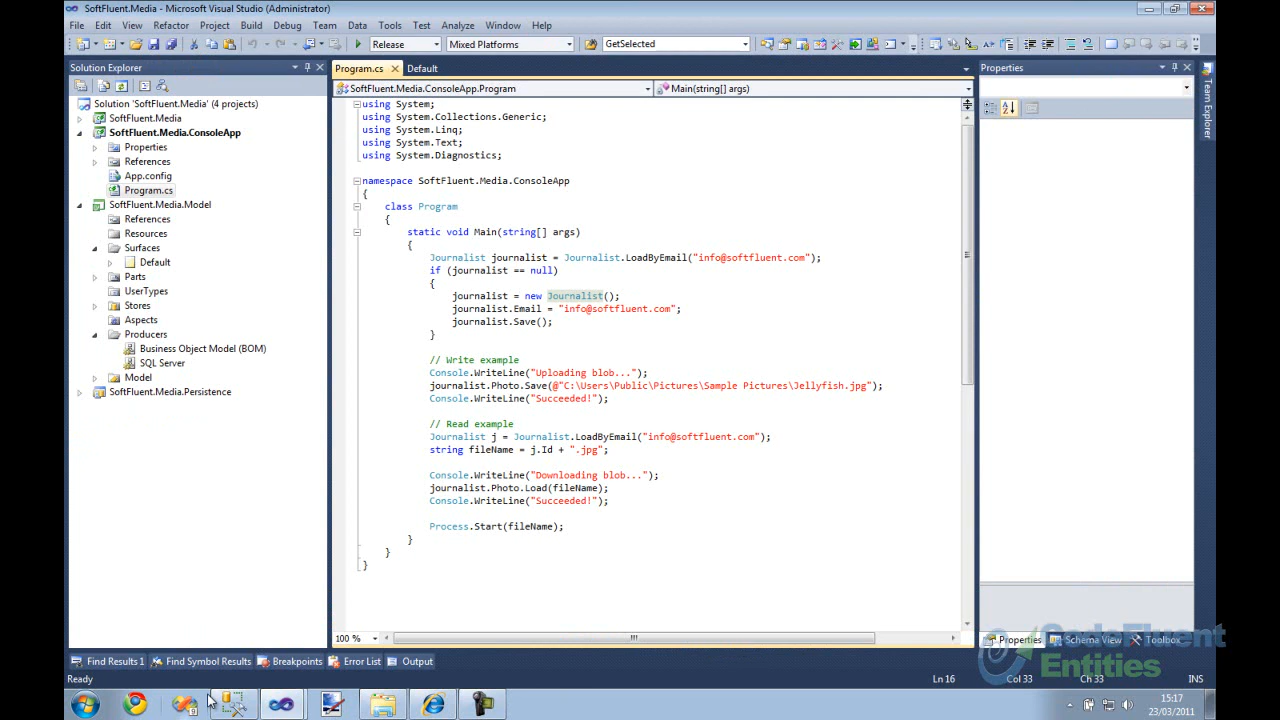 SoftFluent.Media - Microsoft Visual Studio (Administrator)
File Edit View Refactor Project Build Debug Team Data Tools Test Analyze Window Help
Release Mixed Platforms GetSelected
Solution Explorer
Program.cs Default
Properties
SoftFluent.Media.ConsoleApp.Program Main(string[] args)
Solution 'SoftFluent.Media' (4 projects)
SoftFluent.Media
SoftFluent.Media.ConsoleApp
Properties
References
App.config
Program.cs
SoftFluent.Media.Model
References
Resources
Surfaces
Default
Parts
UserTypes
Stores
Aspects
Producers
Business Object Model (BOM)
SQL Server
Model
SoftFluent.Media.Persistence
using System;
using System.Collections.Generic;
using System.Linq;
using System.Text;
using System.Diagnostics;
namespace SoftFluent.Media.ConsoleApp
{
class Program
{
static void Main(string[] args)
{
Journalist journalist = Journalist.LoadByEmail("info@softfluent.com");
if (journalist == null)
{
journalist = new Journalist();
journalist.Email = "info@softfluent.com";
journalist.Save();
}
// Write example
Console.WriteLine("Uploading blob...");
journalist.Photo.Save(@"C:\Users\Public\Pictures\Sample Pictures\Jellyfish.jpg");
Console.WriteLine("Succeeded!");
// Read example
Journalist j = Journalist.LoadByEmail("info@softfluent.com");
string fileName = j.Id + ".jpg";
Console.WriteLine("Downloading blob...");
journalist.Photo.Load(fileName);
Console.WriteLine("Succeeded!");
Process.Start(fileName);
}
}
}
Team Explorer
100 %
Properties Schema View Toolbox
CodeFluent
Entities
Find Results 1 Find Symbol Results Breakpoints Error List Output
Ready Ln 16 Col 33 Ch 33 INS
15:17
23/03/2011